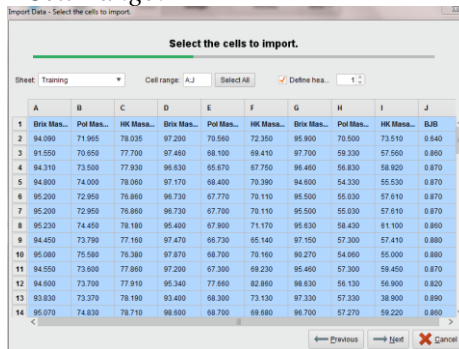 Import Data - Select the cells to import.
Select the cells to import.
Sheet: Training Cell range: A:J Select All Define hea... 1
A B C D E F G H I J
1 Brix Mas... Pol Mas... HK Masa... Brix Mas... Pol Mas... HK Masa... Brix Mas... Pol Mas... HK Masa... BJB
2 94.090 71.965 78.035 97.200 70.560 72.350 95.900 70.500 73.510 0.640
3 91.550 70.650 77.700 97.460 68.100 69.410 97.700 59.330 57.560 0.860
4 94.310 73.500 77.930 96.630 65.670 67.750 96.460 56.830 58.920 0.870
5 94.800 74.000 78.060 97.170 68.400 70.390 94.600 54.330 55.530 0.870
6 95.200 72.950 76.860 96.730 67.770 70.110 95.500 55.030 57.610 0.870
7 95.200 72.950 76.860 96.730 67.700 70.110 95.500 55.030 57.610 0.870
8 95.230 74.450 78.180 95.400 67.900 71.170 95.630 58.430 61.100 0.860
9 94.450 73.790 77.160 97.470 66.730 65.140 97.150 57.300 57.410 0.880
10 95.080 75.580 76.380 97.870 68.700 70.160 90.270 54.060 55.000 0.880
11 94.550 73.600 77.860 97.200 67.300 69.230 95.460 57.300 59.450 0.870
12 94.600 73.700 77.910 95.340 77.660 82.860 98.630 56.130 56.900 0.820
13 93.830 73.370 78.190 93.400 68.300 73.130 97.330 57.330 38.900 0.890
14 95.070 74.830 78.710 98.600 68.700 69.680 96.700 57.270 59.220 0.860
Previous Next Cancel